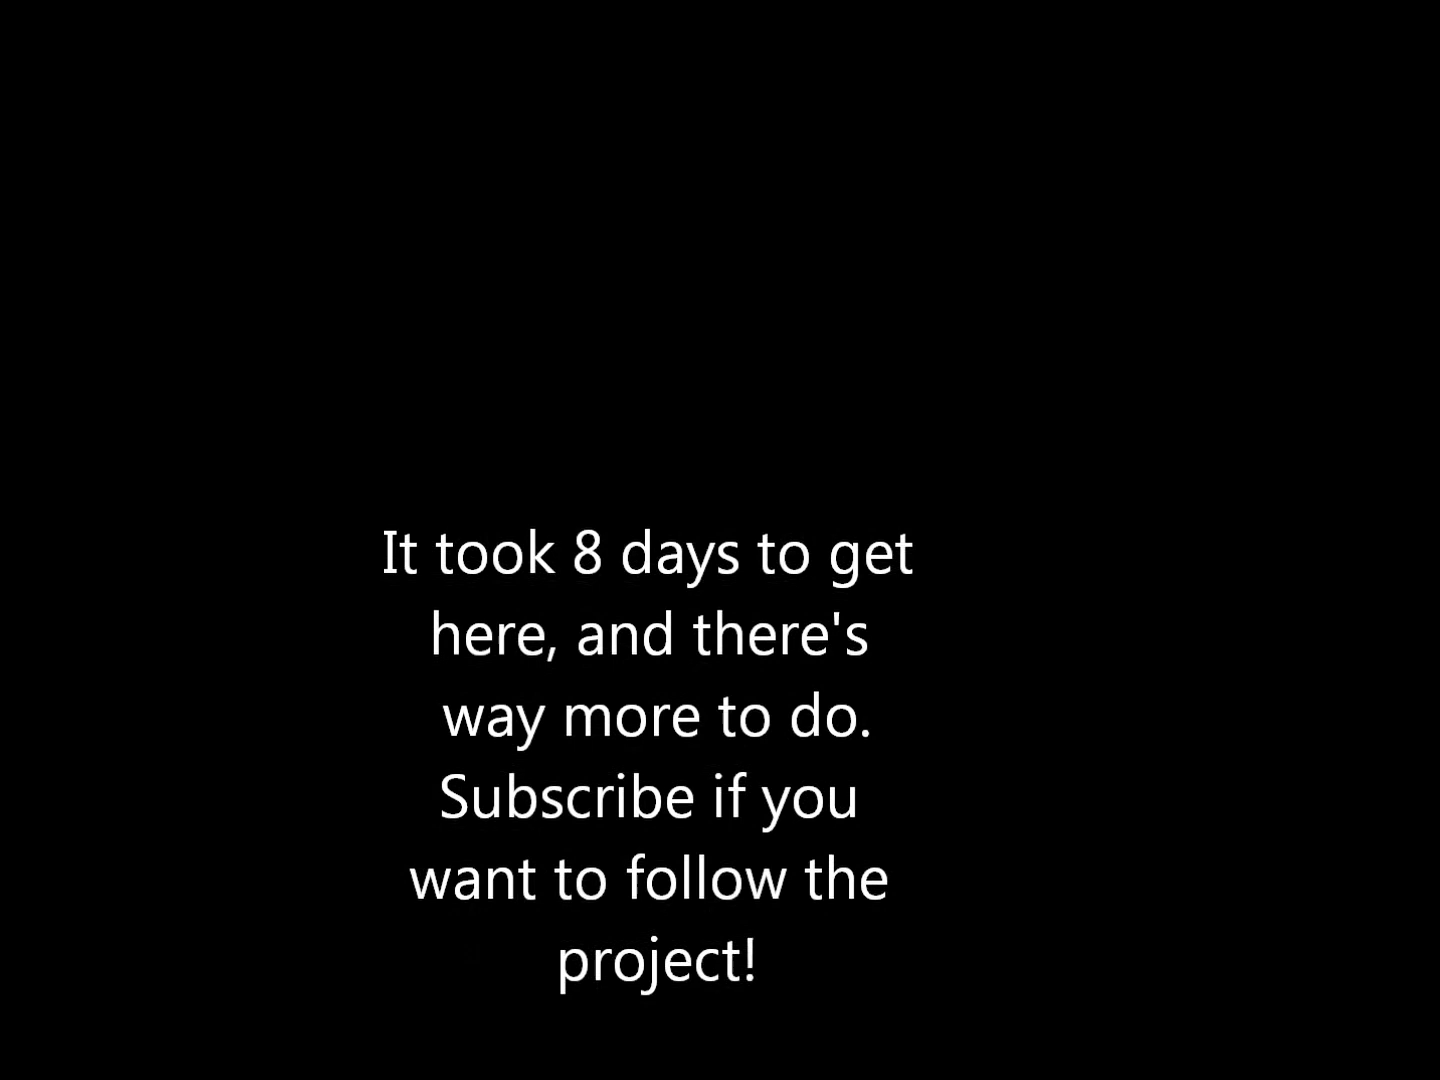 It took 8 days to get
here, and there's
way more to do.
Subscribe if you
want to follow the
project!